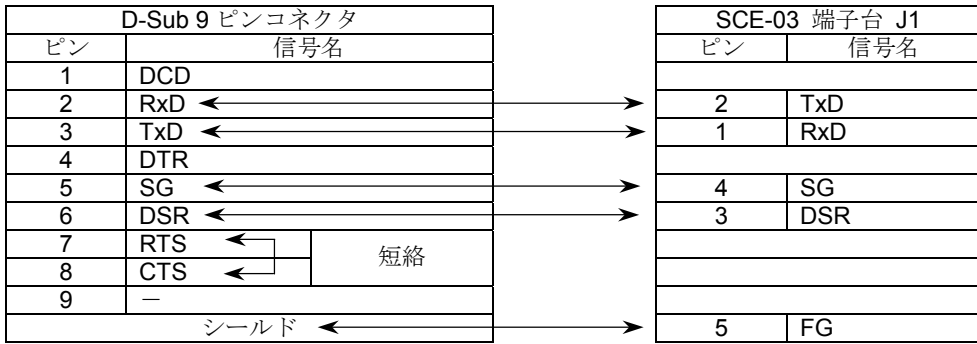 D-Sub 9 ピンコネクタ SCE-03 端子台 J1
ピン 信号名 ピン 信号名
1 DCD
2 RxD 2 TxD
3 TxD 1 RxD
4 DTR
5 SG 4 SG
6 DSR 3 DSR
7 RTS 短絡
8 CTS
9 －
シールド 5 FG